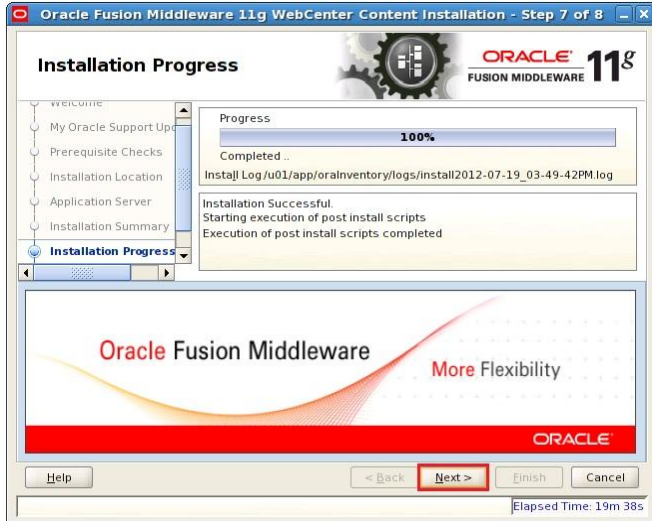 Oracle Fusion Middleware 11g WebCenter Content Installation - Step 7 of 8
Installation Progress
ORACLE
FUSION MIDDLEWARE 11g
Welcome
My Oracle Support Upd
Prerequisite Checks
Installation Location
Application Server
Installation Summary
Installation Progress
Progress
100%
Completed ..
Install Log /u01/app/oraInventory/logs/install2012-07-19_03-49-42PM.log
Installation Successful.
Starting execution of post install scripts
Execution of post install scripts completed
Oracle Fusion Middleware
More Flexibility
ORACLE
Help
< Back
Next >
Finish
Cancel
Elapsed Time: 19m 38s